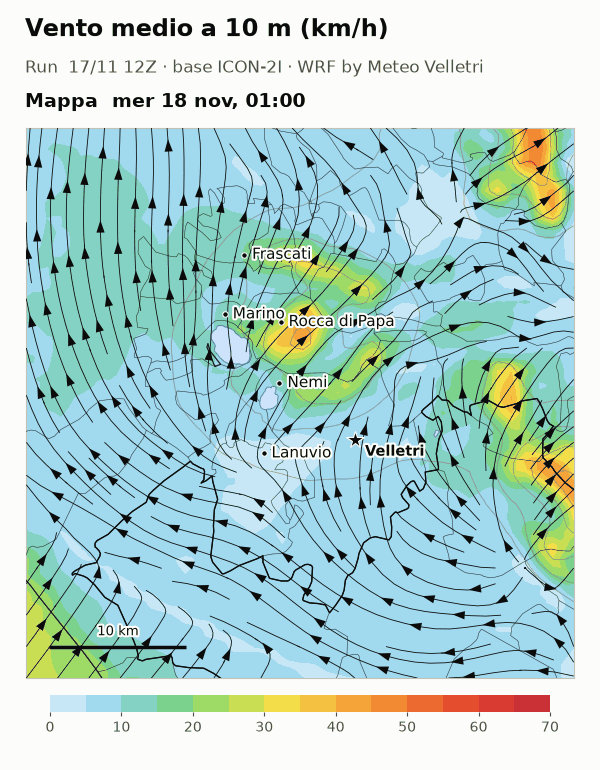 Vento medio a 10 m (km/h)
Run  17/11 12Z · base ICON-2I · WRF by Meteo Velletri
Mappa  mer 18 nov, 01:00
Frascati
Marino
Rocca di Papa
Nemi
Velletri
Lanuvio
10 km
0 10 20 30 40 50 60 70